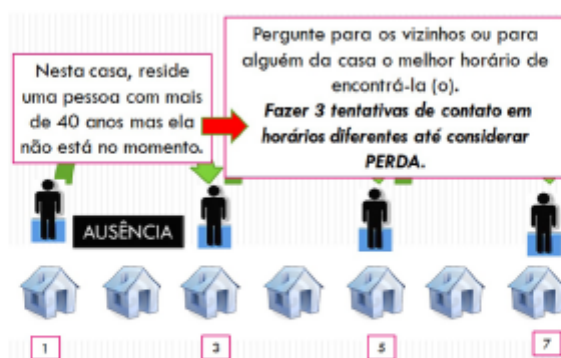 Nesta casa, reside
uma pessoa com mais
de 40 anos mas ela
não está no momento.
Pergunte para os vizinhos ou para
alguém da casa o melhor horário de
encontrá-la (o).
Fazer 3 tentativas de contato em
horários diferentes até considerar
PERDA.
AUSÊNCIA
1
3
5
7